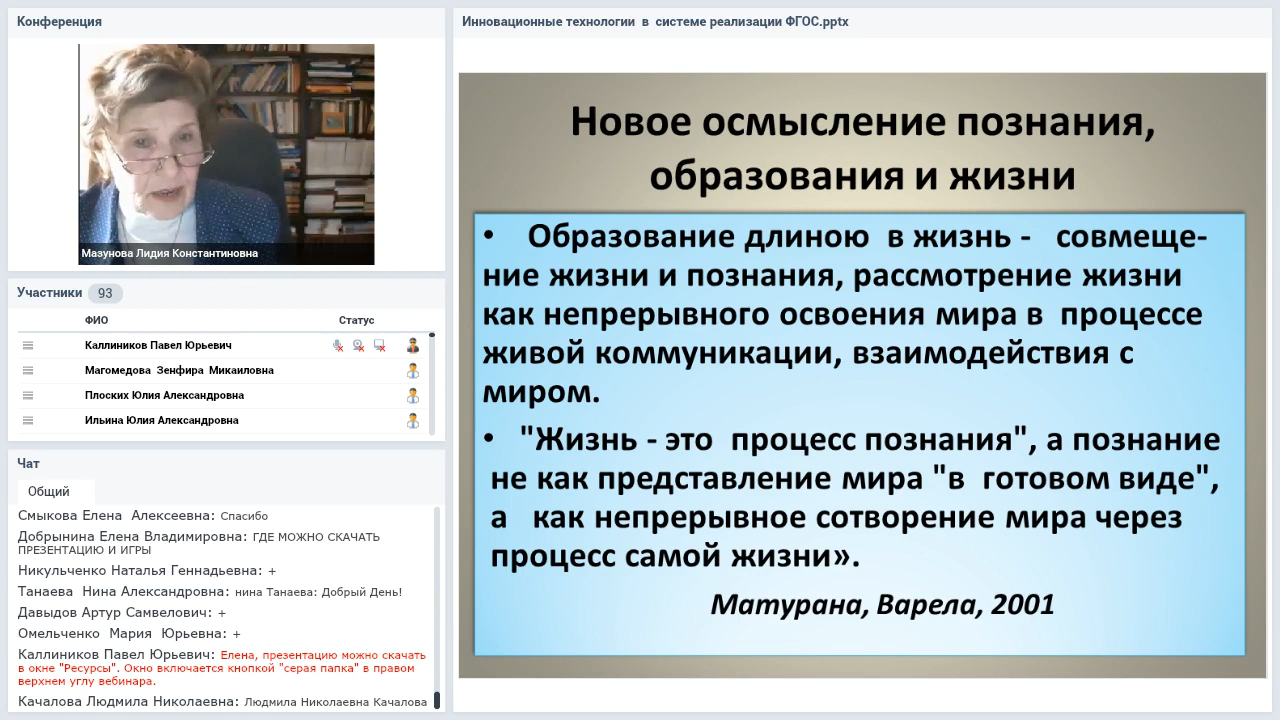 Конференция
Мазунова Лидия Константиновна
Участники 93
ФИО Статус
Каллиников Павел Юрьевич
Магомедова Зенфира Микаиловна
Плоских Юлия Александровна
Ильина Юлия Александровна
Чат
Общий
Смыкова Елена Алексеевна: Спасибо
Добрынина Елена Владимировна: ГДЕ МОЖНО СКАЧАТЬ
ПРЕЗЕНТАЦИЮ И ИГРЫ
Никульченко Наталья Геннадьевна: +
Танаева Нина Александровна: нина Танаева: Добрый День!
Давыдов Артур Самвелович: +
Омельченко Мария Юрьевна: +
Каллиников Павел Юрьевич: Елена, презентацию можно скачать
в окне "Ресурсы". Окно включается кнопкой "серая папка" в правом
верхнем углу вебинара.
Качалова Людмила Николаевна: Людмила Николаевна Качалова
Инновационные технологии в системе реализации ФГОС.pptx
Новое осмысление познания,
образования и жизни
• Образование длиною в жизнь - совмеще-
ние жизни и познания, рассмотрение жизни
как непрерывного освоения мира в процессе
живой коммуникации, взаимодействия с
миром.
• "Жизнь - это процесс познания", а познание
не как представление мира "в готовом виде",
а как непрерывное сотворение мира через
процесс самой жизни».
Матурана, Варела, 2001